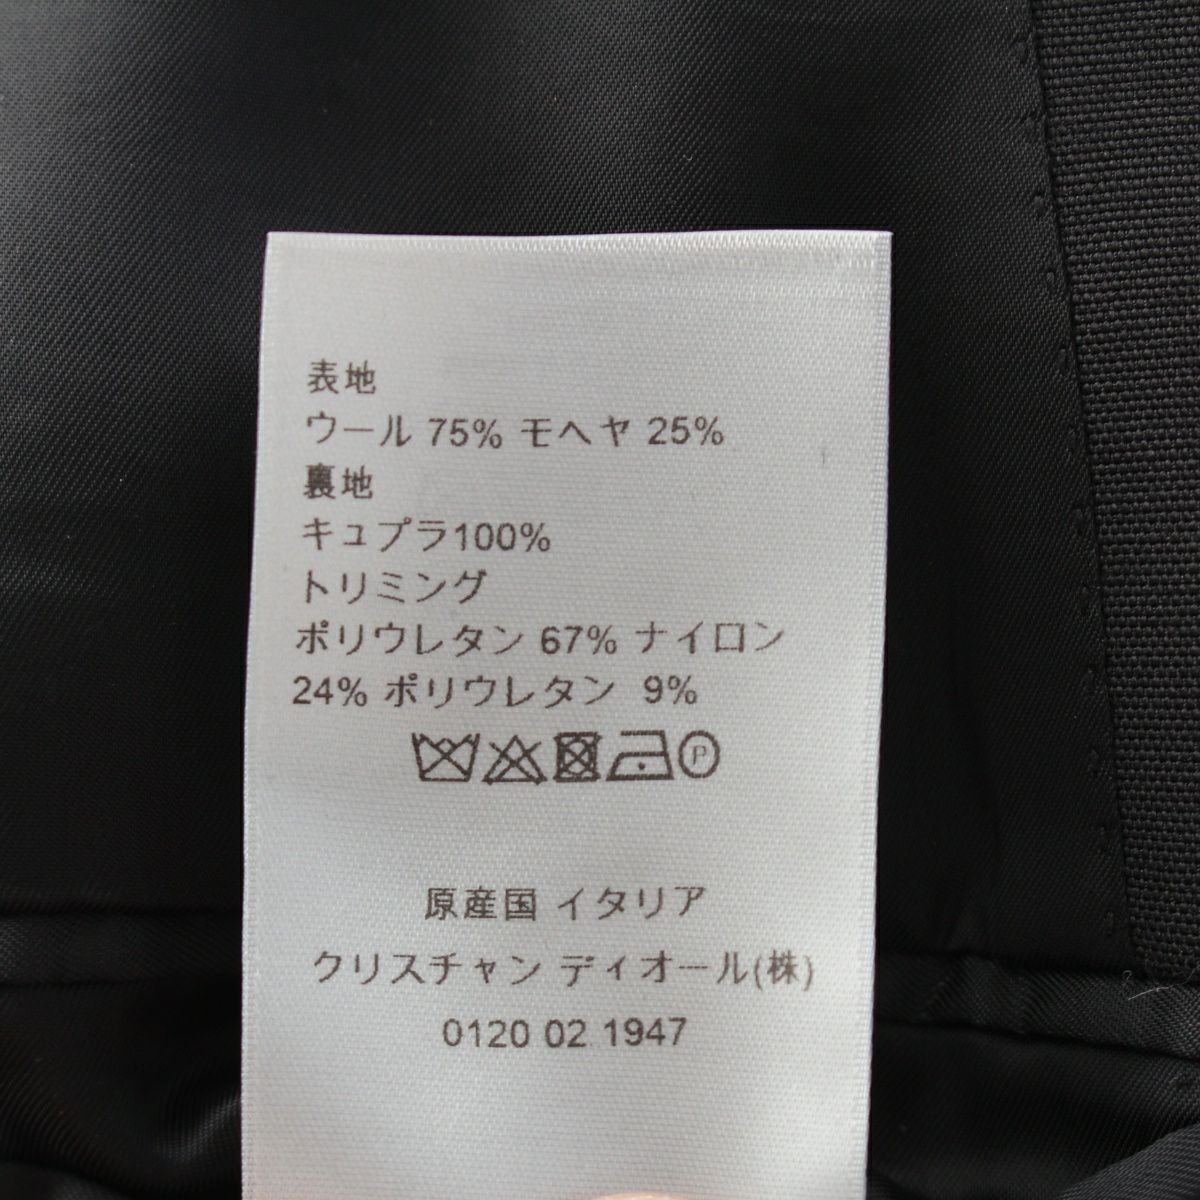 表地
ウール 75% モヘヤ 25%
裏地
キュプラ100%
トリミング
ポリウレタン 67% ナイロン
24% ポリウレタン 9%
P
原産国 イタリア
クリスチャン ディオール(株)
0120 02 1947